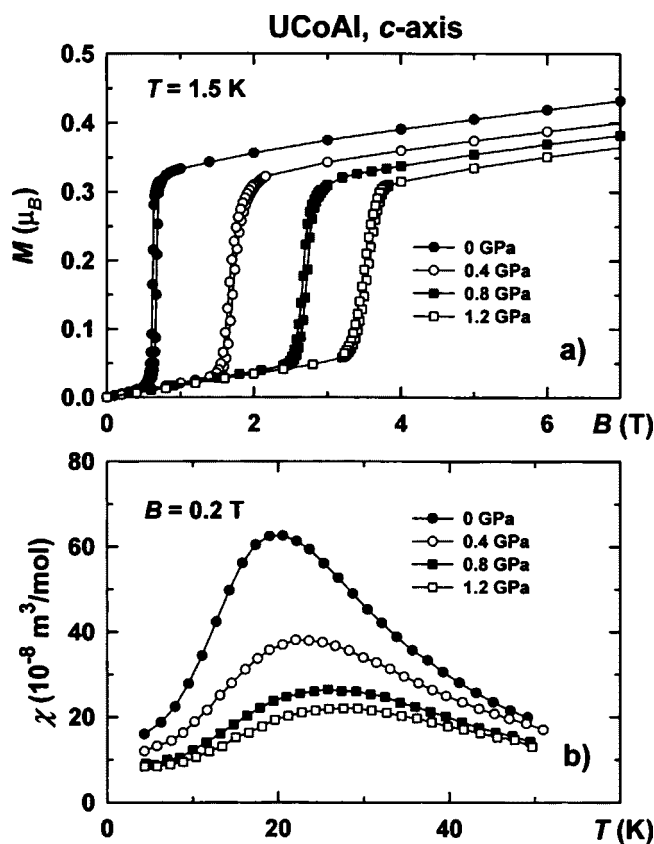 UCoAl, c-axis
0.5
0.4
0.3
0.2
0.1
0.0
M (μB)
T = 1.5 K
0 GPa
0.4 GPa
0.8 GPa
1.2 GPa
a)
0 2 4 6 B (T)
80
60
40
20
0
χ (10⁻⁸ m³/mol)
B = 0.2 T
0 GPa
0.4 GPa
0.8 GPa
1.2 GPa
b)
0 20 40 T (K)